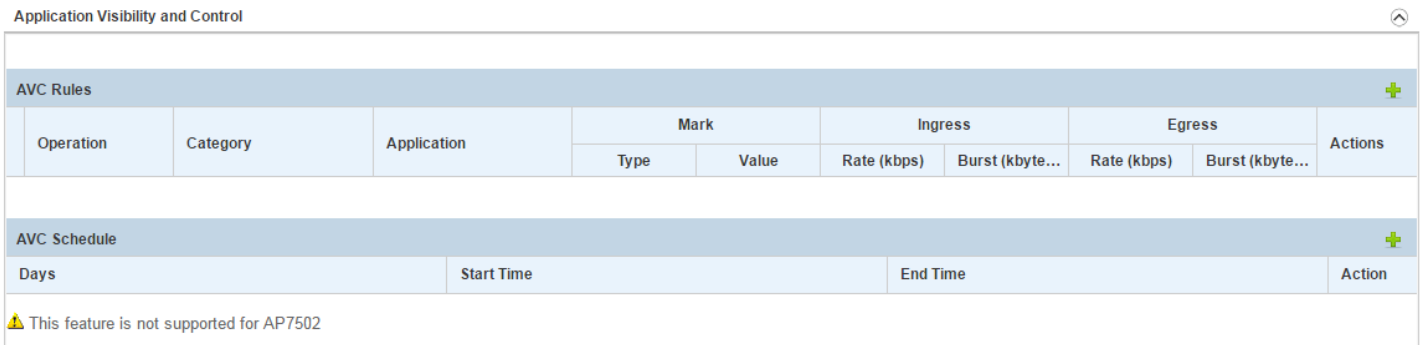 Application Visibility and Control
AVC Rules
Operation Category Application Mark Ingress Egress Actions
Type Value Rate (kbps) Burst (kbyte... Rate (kbps) Burst (kbyte...
AVC Schedule
Days Start Time End Time Action
This feature is not supported for AP7502